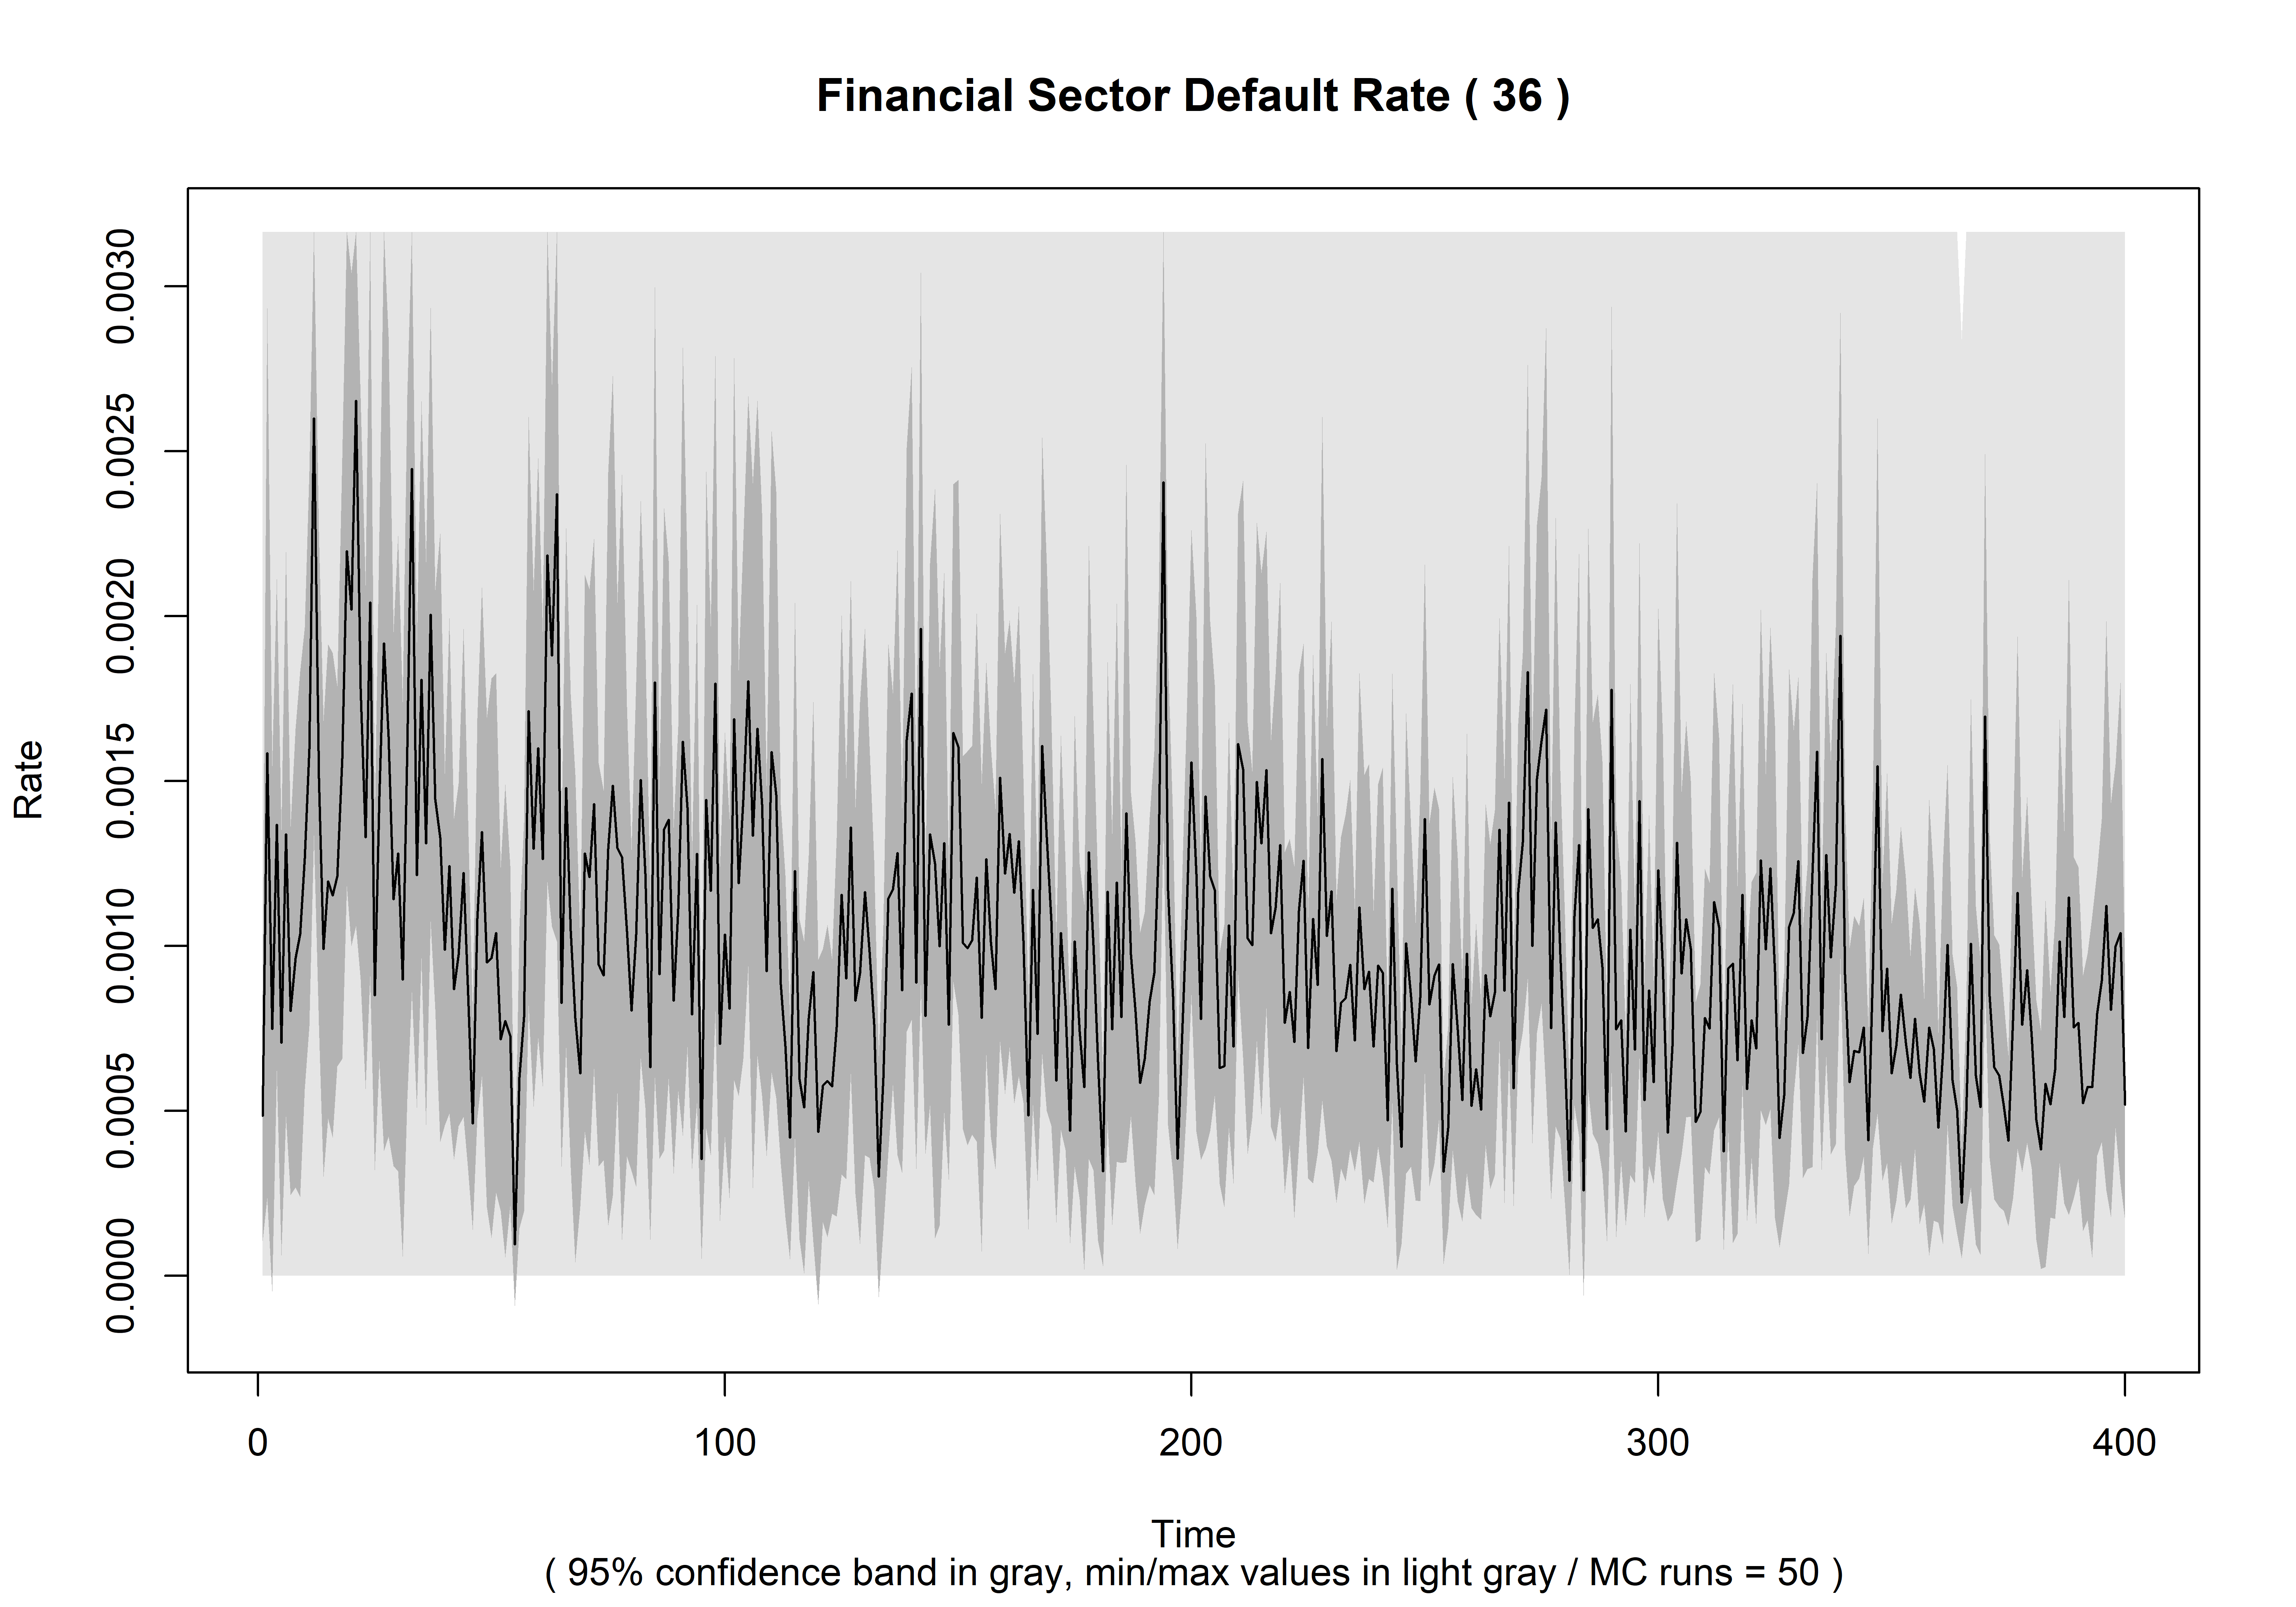 Financial Sector Default Rate ( 36 )
0.0030
0.0025
0.0020
0.0015
0.0010
0.0005
0.0000
Rate
0 100 200 300 400
Time
( 95% confidence band in gray, min/max values in light gray / MC runs = 50 )